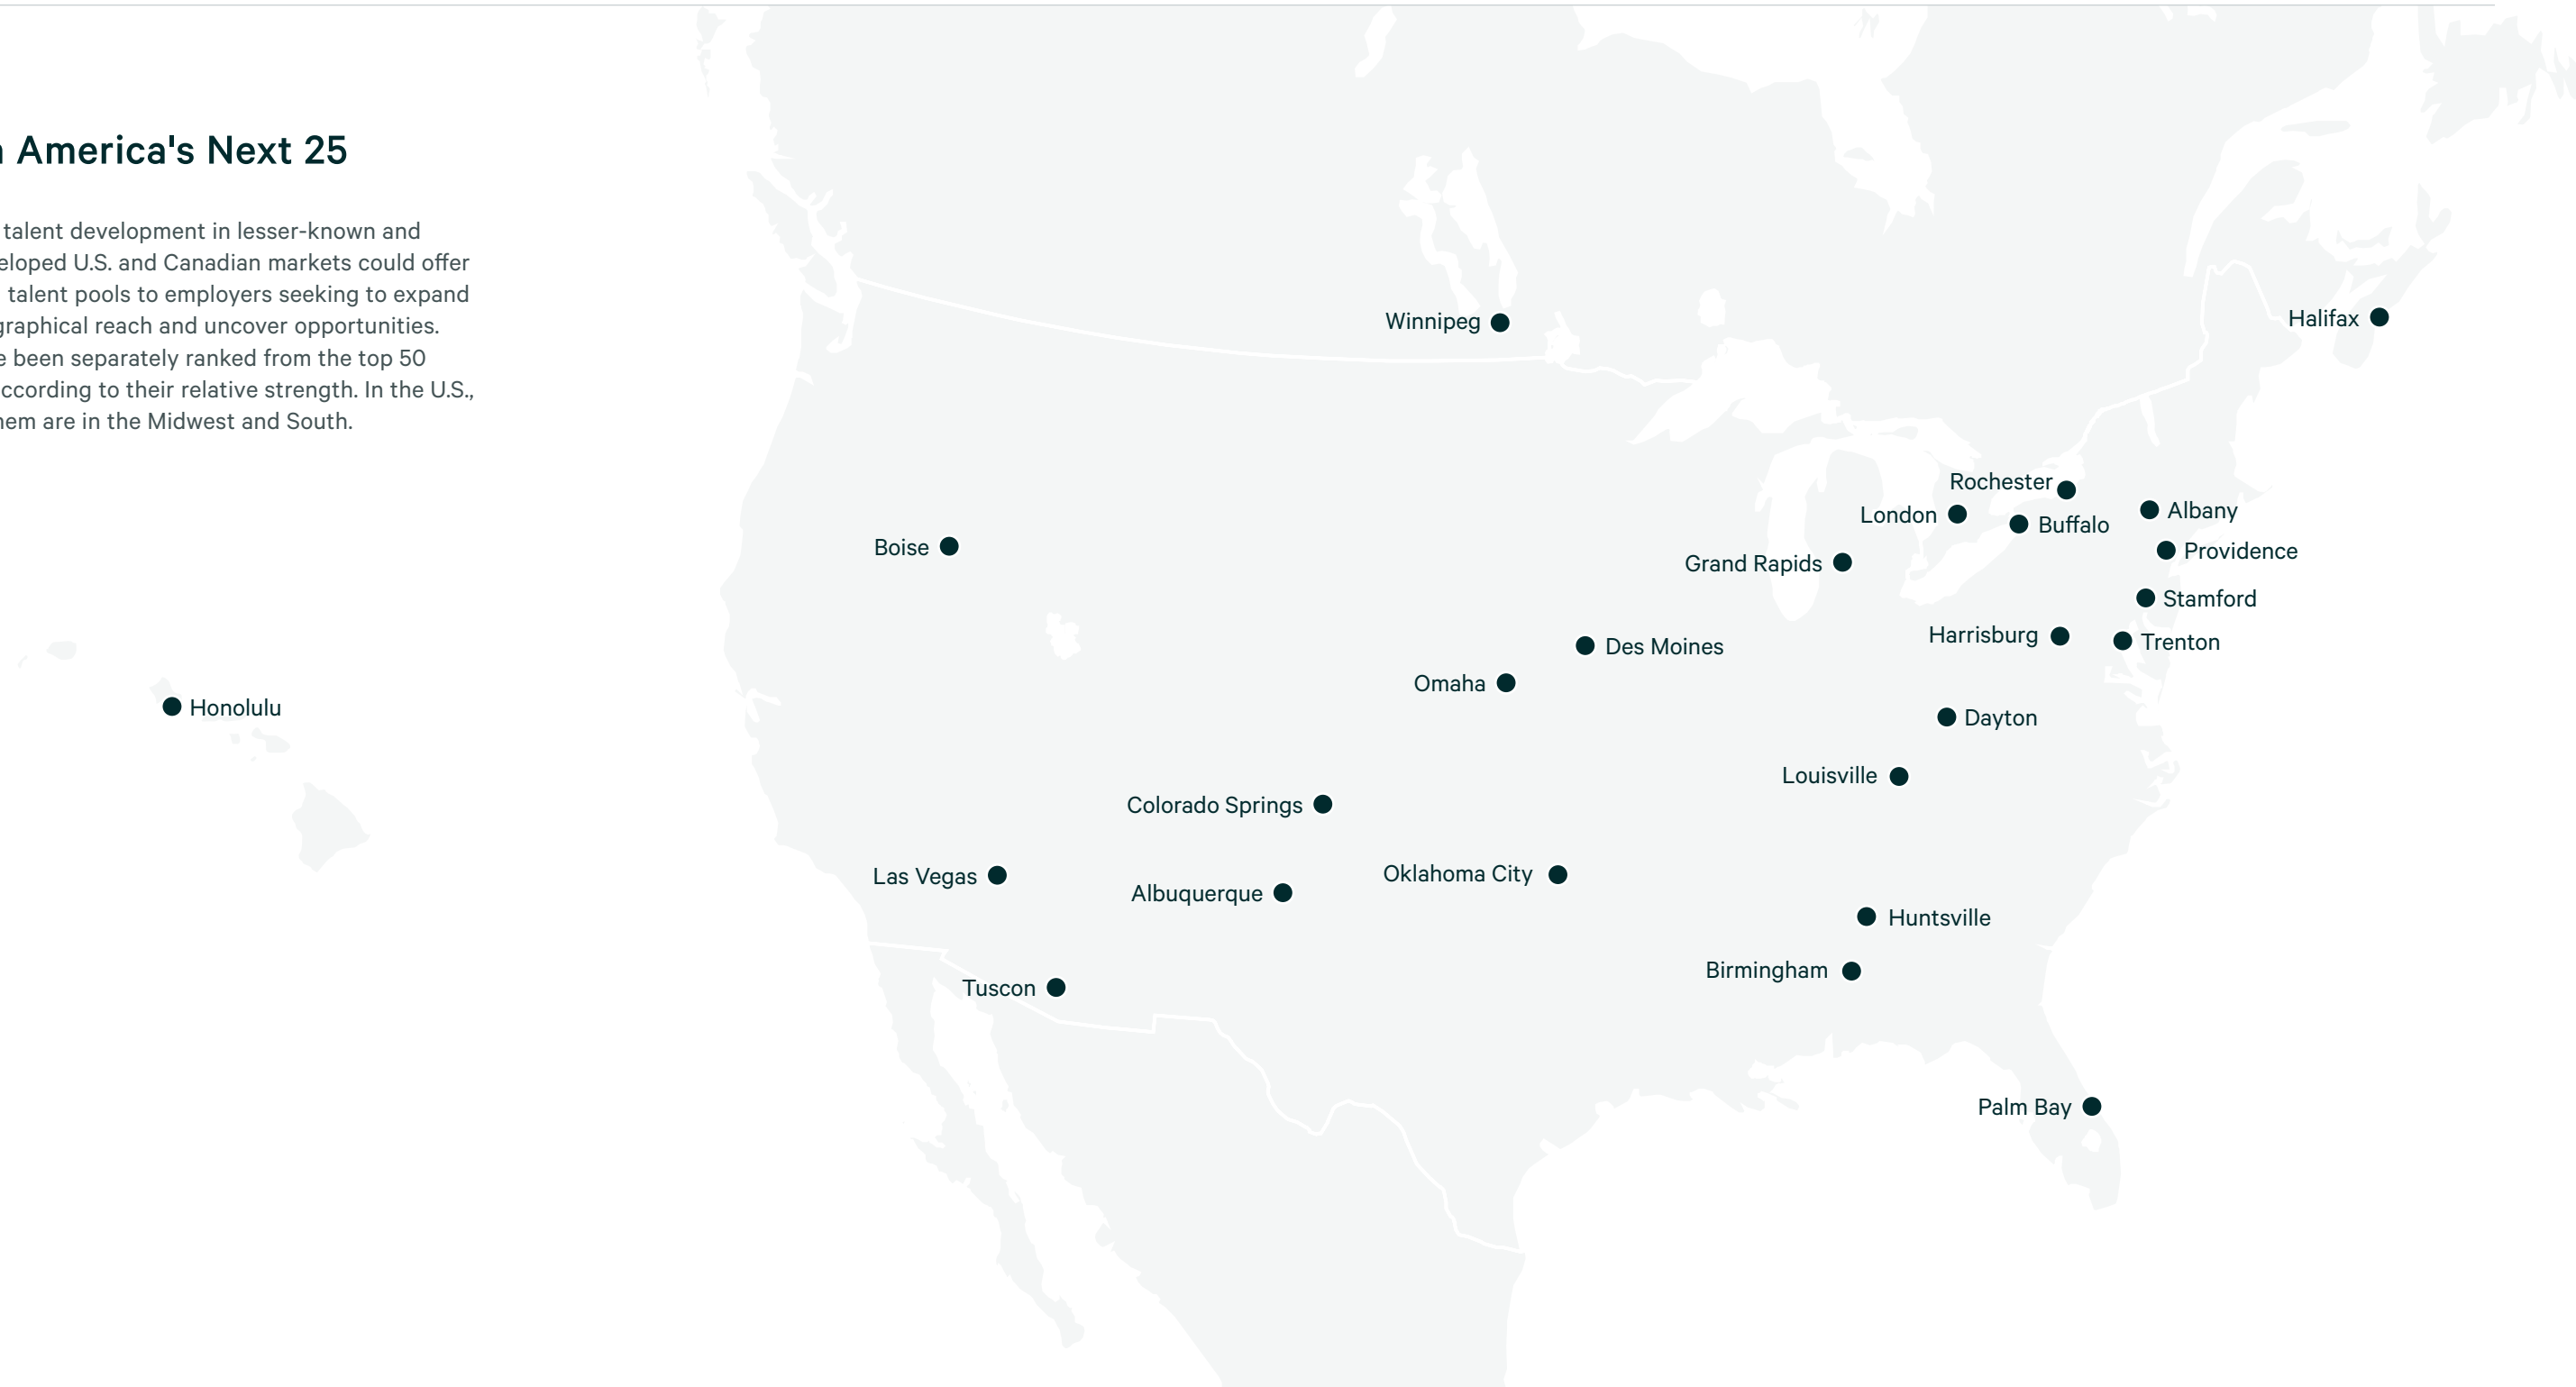 America's Next 25
talent development in lesser-known and
eloped U.S. and Canadian markets could offer
talent pools to employers seeking to expand
graphical reach and uncover opportunities.
e been separately ranked from the top 50
ccording to their relative strength. In the U.S.,
hem are in the Midwest and South.
Winnipeg
Halifax
Rochester
London
Buffalo
Albany
Boise
Providence
Grand Rapids
Stamford
Harrisburg
Trenton
Des Moines
Omaha
Honolulu
Dayton
Louisville
Colorado Springs
Las Vegas
Oklahoma City
Albuquerque
Huntsville
Birmingham
Tuscon
Palm Bay